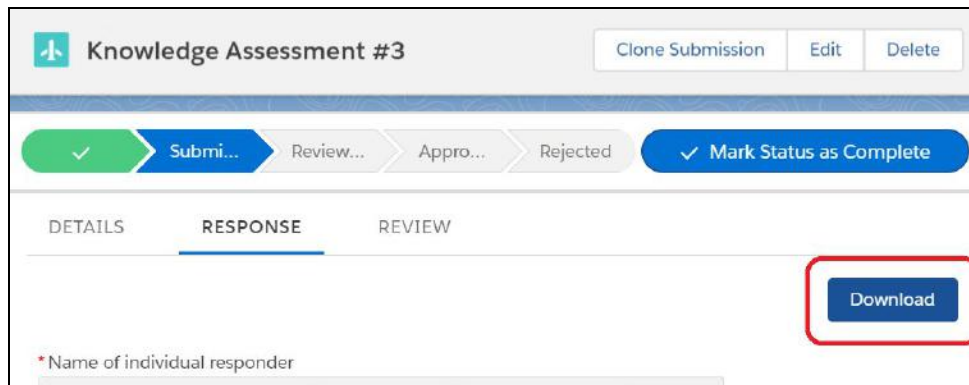 Knowledge Assessment #3
Clone Submission Edit Delete
Submi... Review... Appro... Rejected Mark Status as Complete
DETAILS RESPONSE REVIEW
Download
*Name of individual responder